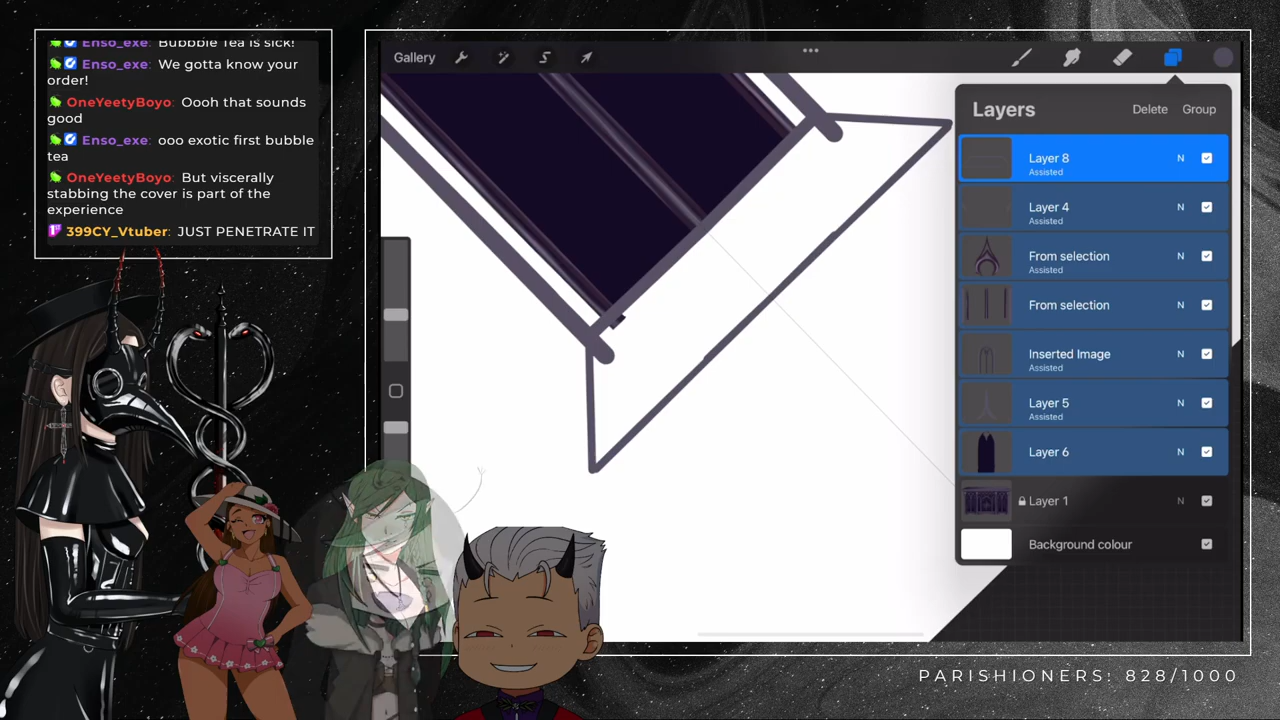 Enso_exe: Bubbble Tea is sick!
Enso_exe: We gotta know your
order!
OneYeetyBoyo: Oooh that sounds
good
Enso_exe: ooo exotic first bubble
tea
OneYeetyBoyo: But viscerally
stabbing the cover is part of the
experience
399CY_Vtuber: JUST PENETRATE IT
Gallery
Layers Delete Group
Layer 8 N
Assisted
Layer 4 N
Assisted
From selection N
Assisted
From selection N
Inserted Image N
Assisted
Layer 5 N
Assisted
Layer 6 N
Layer 1 N
Background colour
PARISHIONERS: 828/1000